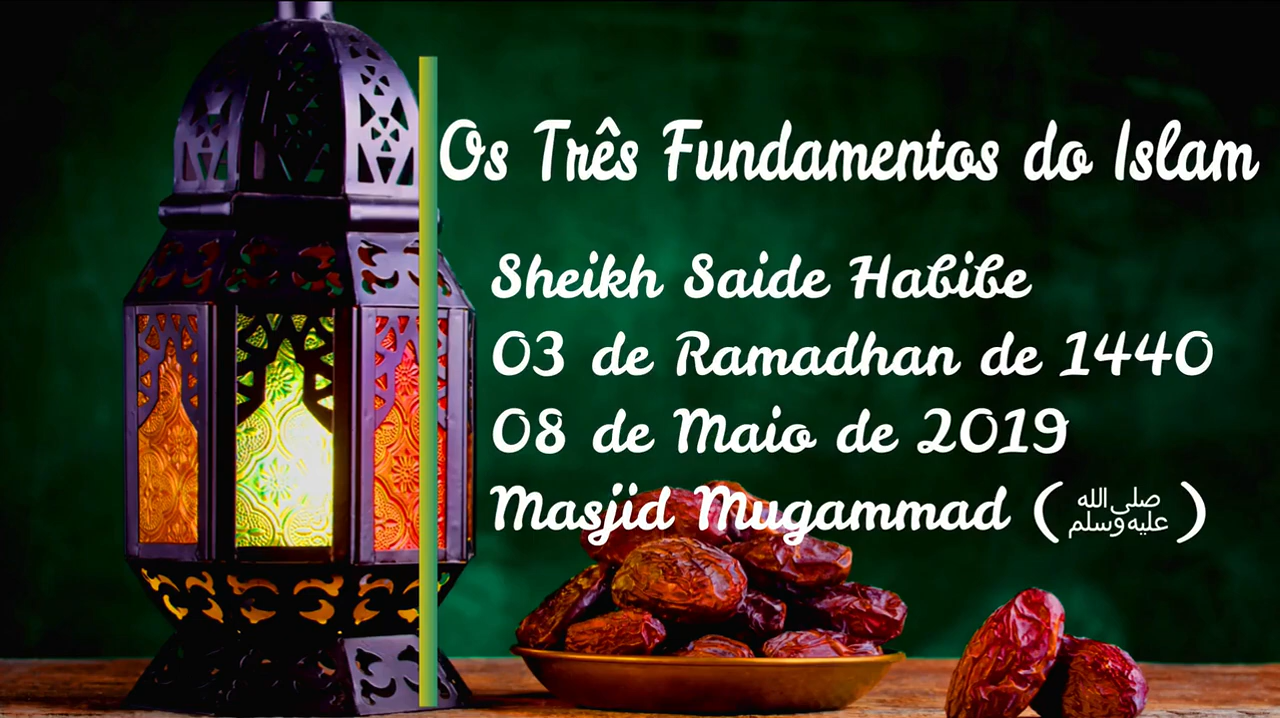 Os Três Fundamentos do Islam
Sheikh Saide Habibe
03 de Ramadhan de 1440
08 de Maio de 2019
Masjid Mugammad (صلى الله عليه وسلم)